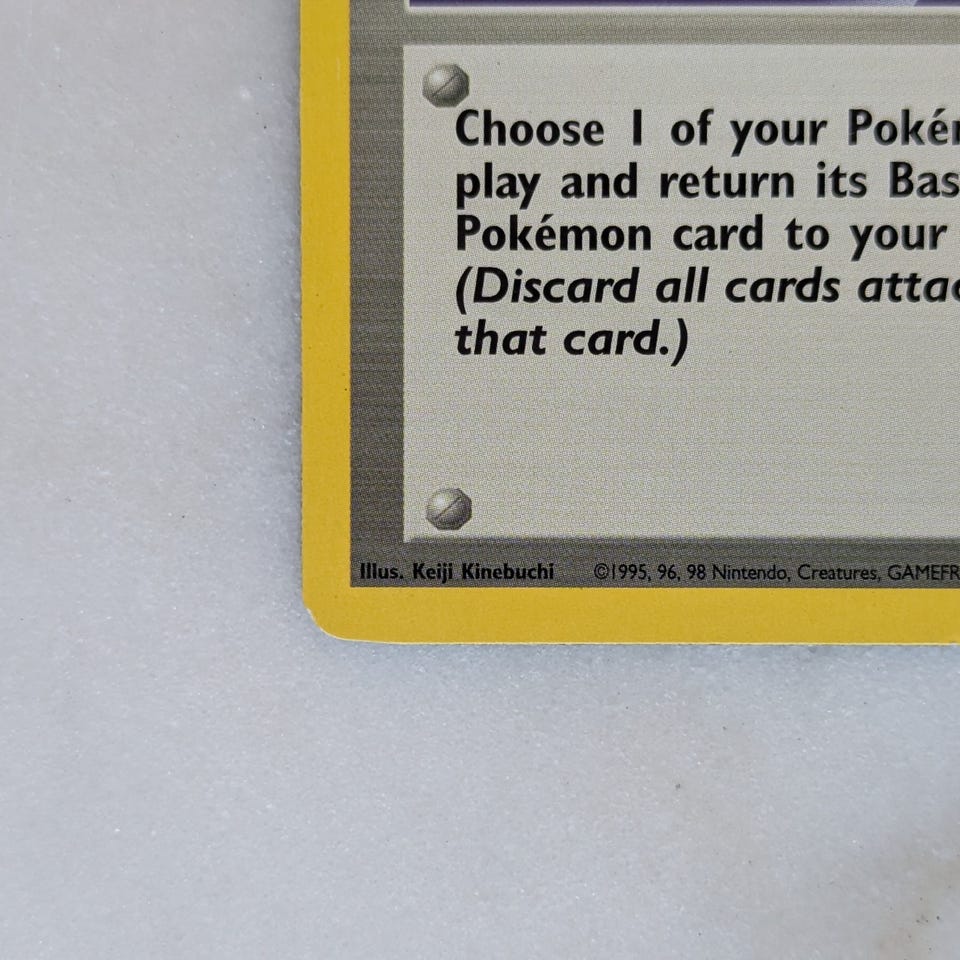 Choose 1 of your Pokém
play and return its Bas
Pokémon card to your
(Discard all cards attac
that card.)
Illus. Keiji Kinebuchi ©1995, 96, 98 Nintendo, Creatures, GAMEFR